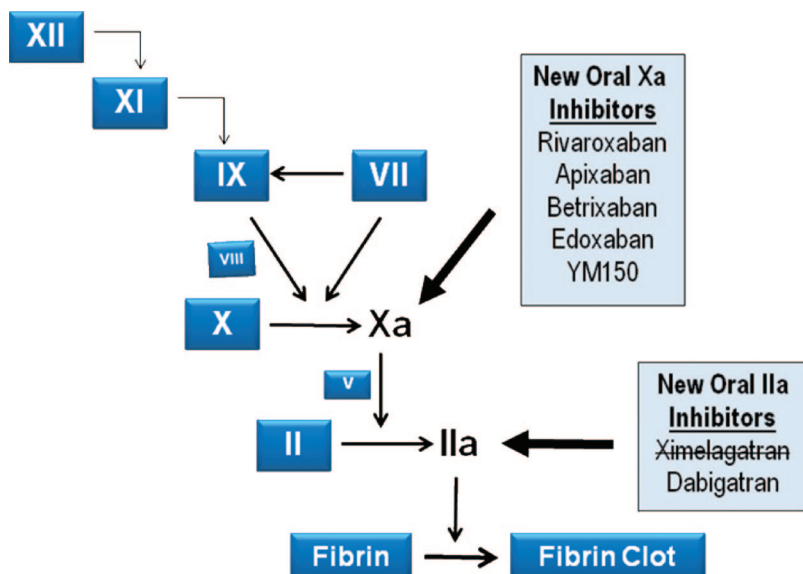 XII
XI
IX
VII
VIII
X
Xa
V
II
IIa
Fibrin
Fibrin Clot
New Oral Xa
Inhibitors
Rivaroxaban
Apixaban
Betrixaban
Edoxaban
YM150
New Oral IIa
Inhibitors
Ximelagatran
Dabigatran